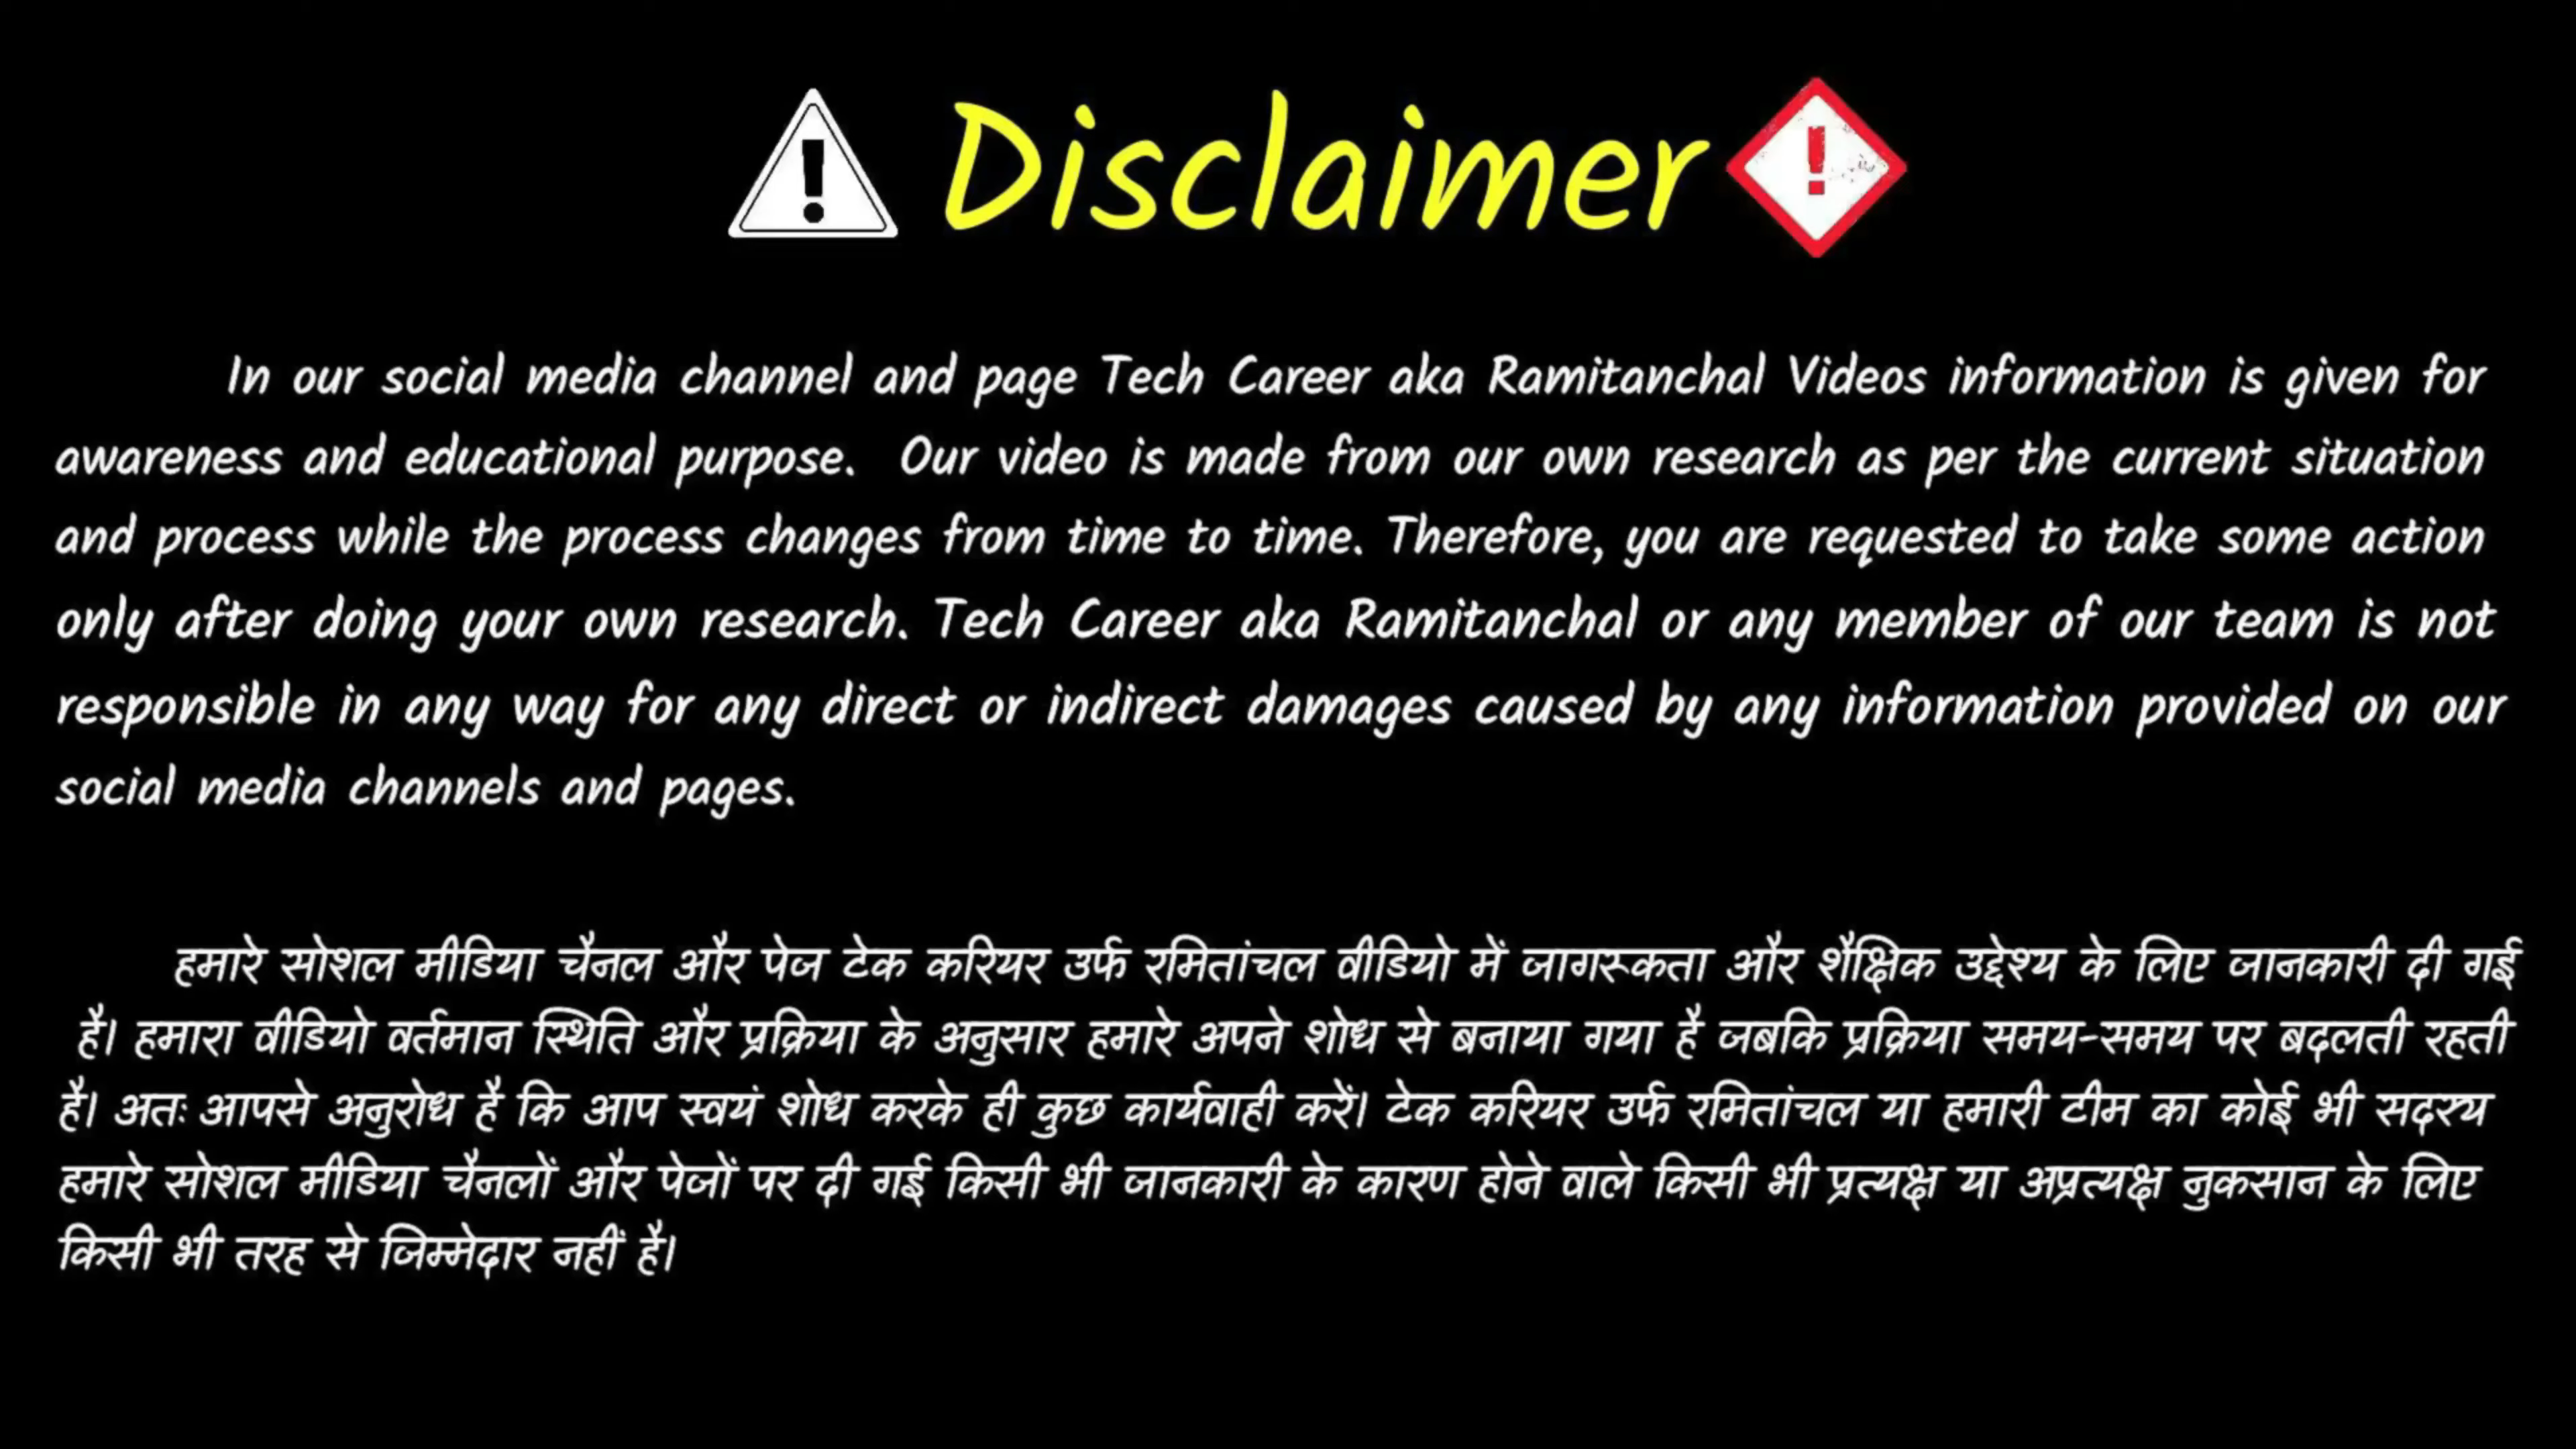 Disclaimer
In our social media channel and page Tech Career aka Ramitanchal Videos information is given for
awareness and educational purpose. Our video is made from our own research as per the current situation
and process while the process changes from time to time. Therefore, you are requested to take some action
only after doing your own research. Tech Career aka Ramitanchal or any member of our team is not
responsible in any way for any direct or indirect damages caused by any information provided on our
social media channels and pages.
हमारे सोशल मीडिया चैनल और पेज टेक करियर उर्फ रमितांचल वीडियो में जागरूकता और शैक्षिक उद्देश्य के लिए जानकारी दी गई
है। हमारा वीडियो वर्तमान स्थिति और प्रक्रिया के अनुसार हमारे अपने शोध से बनाया गया है जबकि प्रक्रिया समय-समय पर बदलती रहती
है। अतः आपसे अनुरोध है कि आप स्वयं शोध करके ही कुछ कार्यवाही करें। टेक करियर उर्फ रमितांचल या हमारी टीम का कोई भी सदस्य
हमारे सोशल मीडिया चैनलों और पेजों पर दी गई किसी भी जानकारी के कारण होने वाले किसी भी प्रत्यक्ष या अप्रत्यक्ष नुकसान के लिए
किसी भी तरह से जिम्मेदार नहीं है।